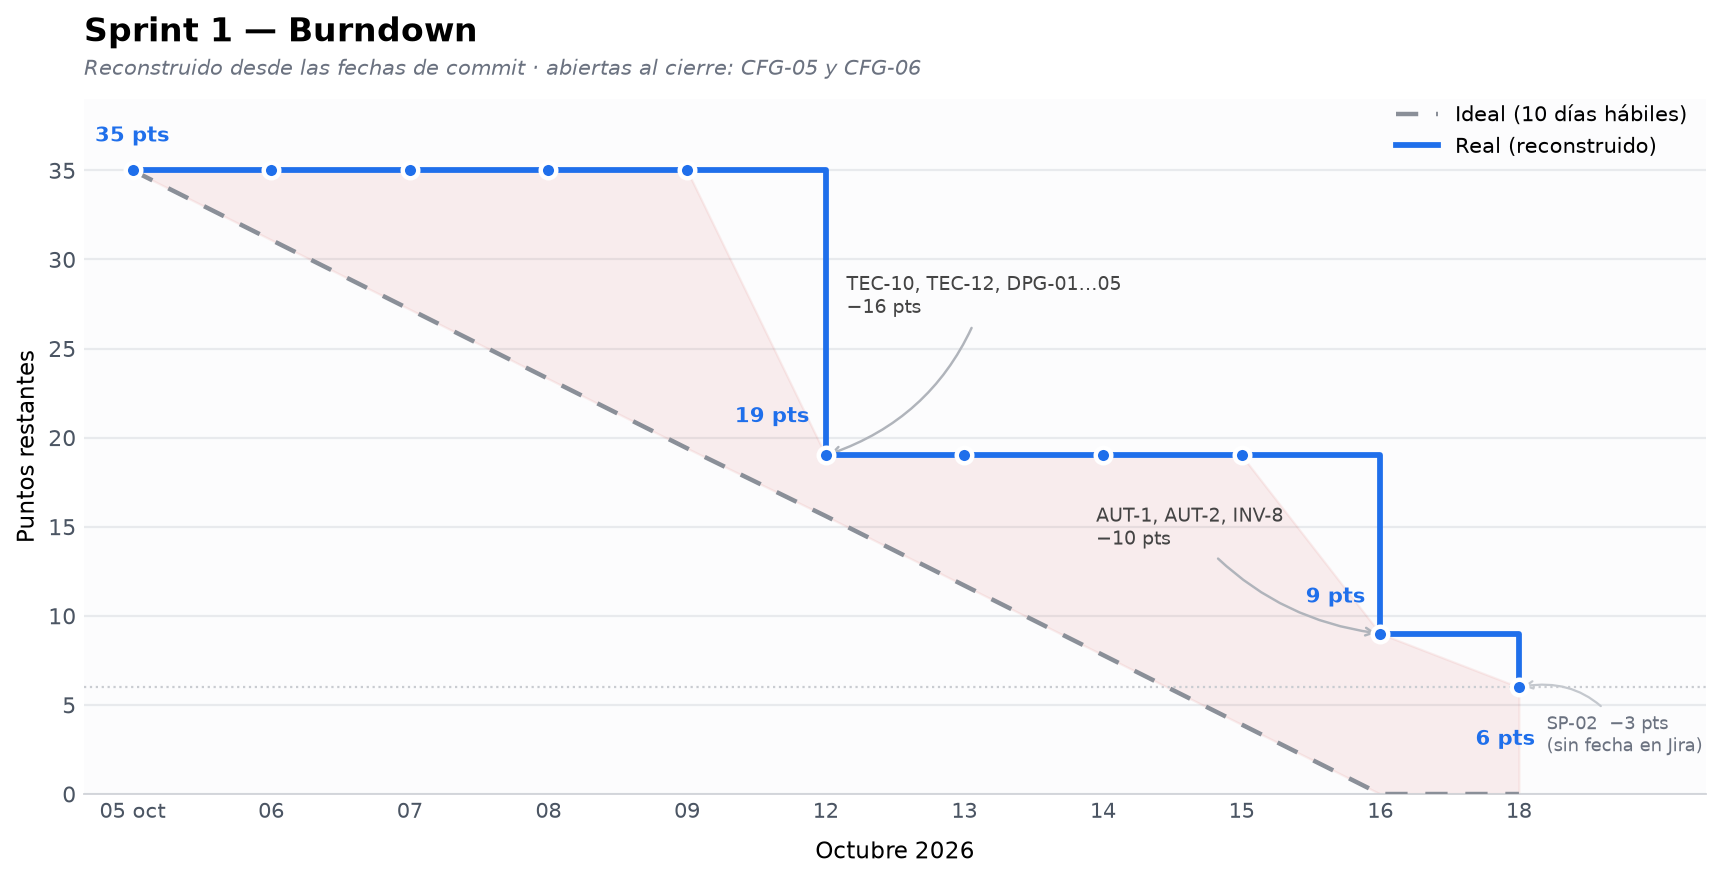 Sprint 1 — Burndown
Reconstruido desde las fechas de commit · abiertas al cierre: CFG-05 y CFG-06
Ideal (10 días hábiles)
Real (reconstruido)
35 pts
35
30
TEC-10, TEC-12, DPG-01…05
−16 pts
25
19 pts
20
AUT-1, AUT-2, INV-8
−10 pts
15
9 pts
10
5
SP-02 −3 pts
(sin fecha en Jira)
6 pts
0
Puntos restantes
05 oct
06
07
08
09
12
13
14
15
16
18
Octubre 2026